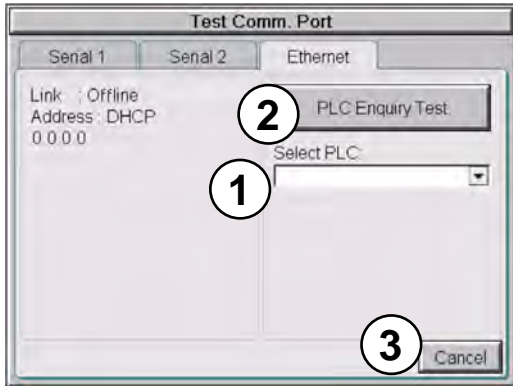 Test Comm. Port
Serial 1
Serial 2
Ethernet
Link : Offline
Address : DHCP
0.0.0.0
2
PLC Enquiry Test
Select PLC:
1
3
Cancel